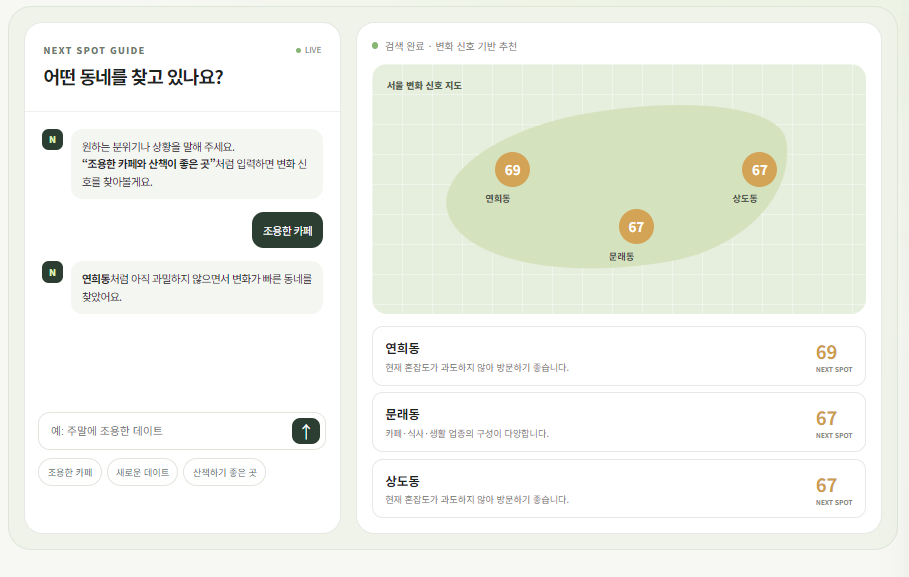 NEXT SPOT GUIDE
LIVE
어떤 동네를 찾고 있나요?
N
원하는 분위기나 상황을 말해 주세요.
“조용한 카페와 산책이 좋은 곳”처럼 입력하면 변화 신
호를 찾아볼게요.
조용한 카페
N
연희동처럼 아직 과밀하지 않으면서 변화가 빠른 동네를
찾았어요.
예: 주말에 조용한 데이트
↑
조용한 카페
새로운 데이트
산책하기 좋은 곳
검색 완료 · 변화 신호 기반 추천
서울 변화 신호 지도
69
연희동
67
상도동
67
문래동
연희동
현재 혼잡도가 과도하지 않아 방문하기 좋습니다.
69
NEXT SPOT
문래동
카페·식사·생활 업종의 구성이 다양합니다.
67
NEXT SPOT
상도동
현재 혼잡도가 과도하지 않아 방문하기 좋습니다.
67
NEXT SPOT